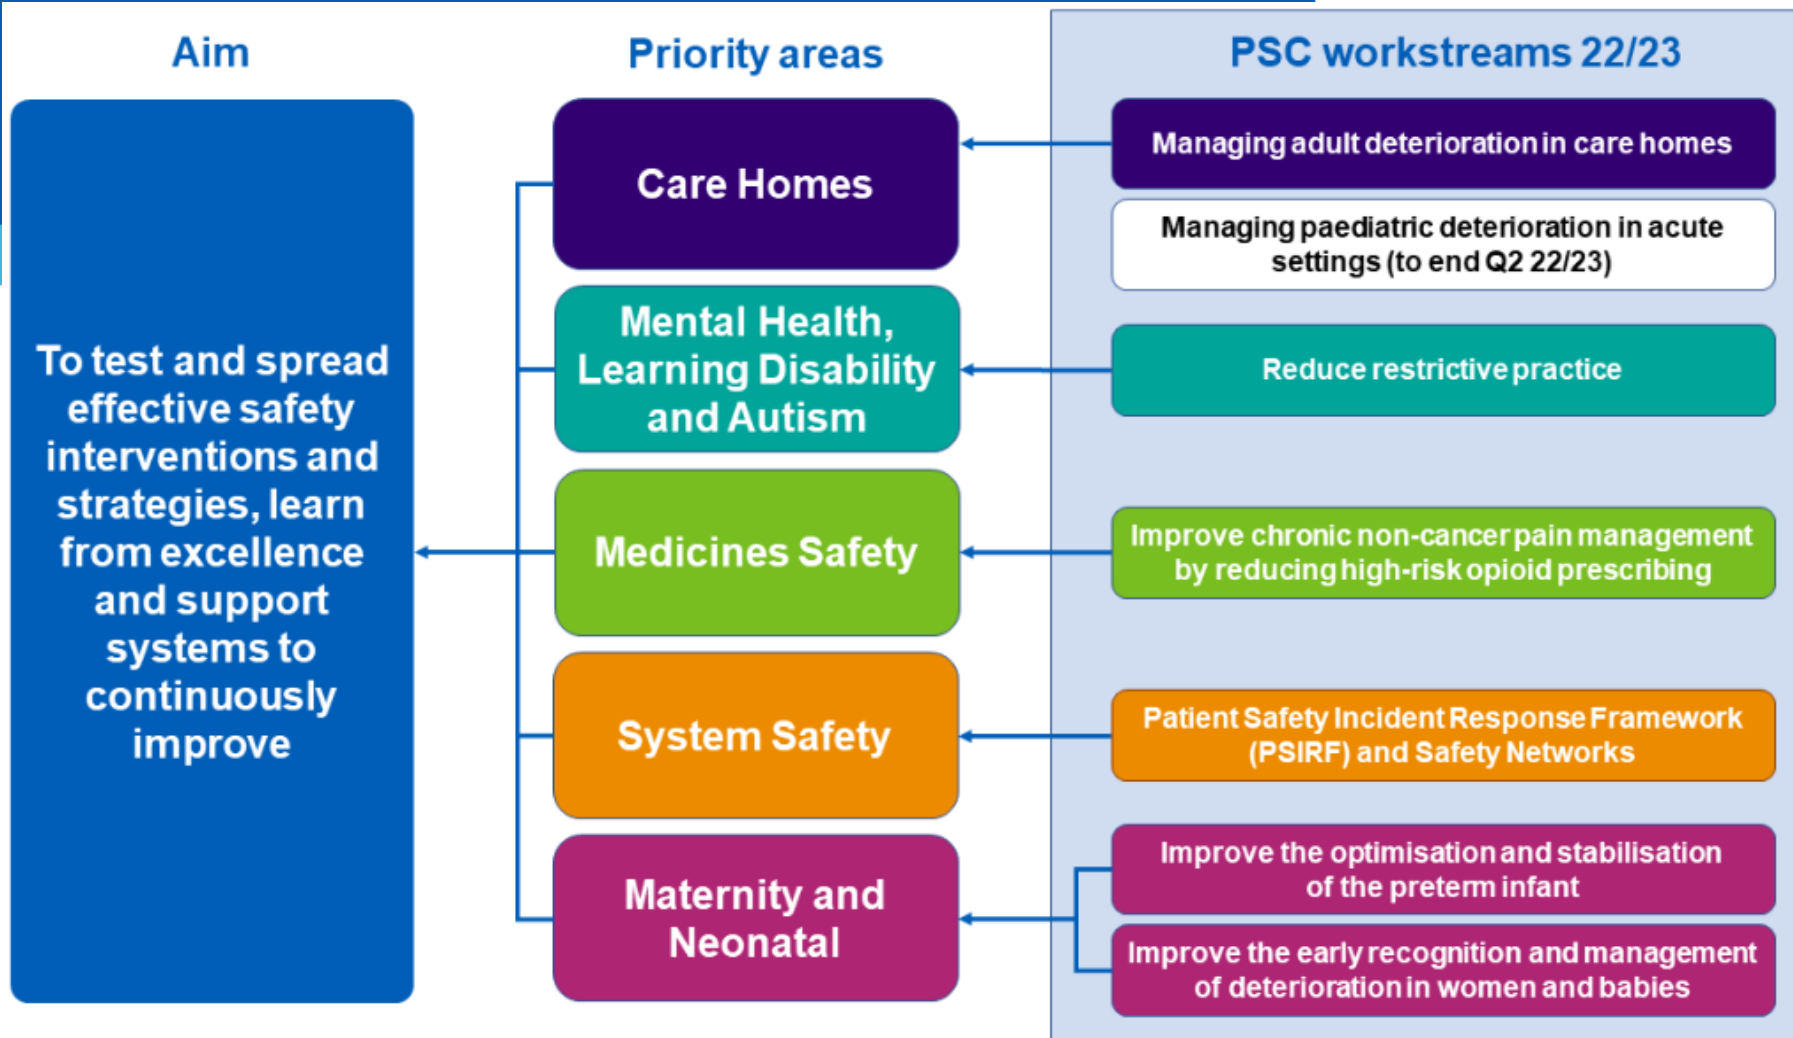 Aim
Priority areas
PSC workstreams 22/23
To test and spread
effective safety
interventions and
strategies, learn
from excellence
and support
systems to
continuously
improve
Care Homes
Mental Health,
Learning Disability
and Autism
Medicines Safety
System Safety
Maternity and
Neonatal
Managing adult deterioration in care homes
Managing paediatric deterioration in acute
settings (to end Q2 22/23)
Reduce restrictive practice
Improve chronic non-cancer pain management
by reducing high-risk opioid prescribing
Patient Safety Incident Response Framework
(PSIRF) and Safety Networks
Improve the optimisation and stabilisation
of the preterm infant
Improve the early recognition and management
of deterioration in women and babies